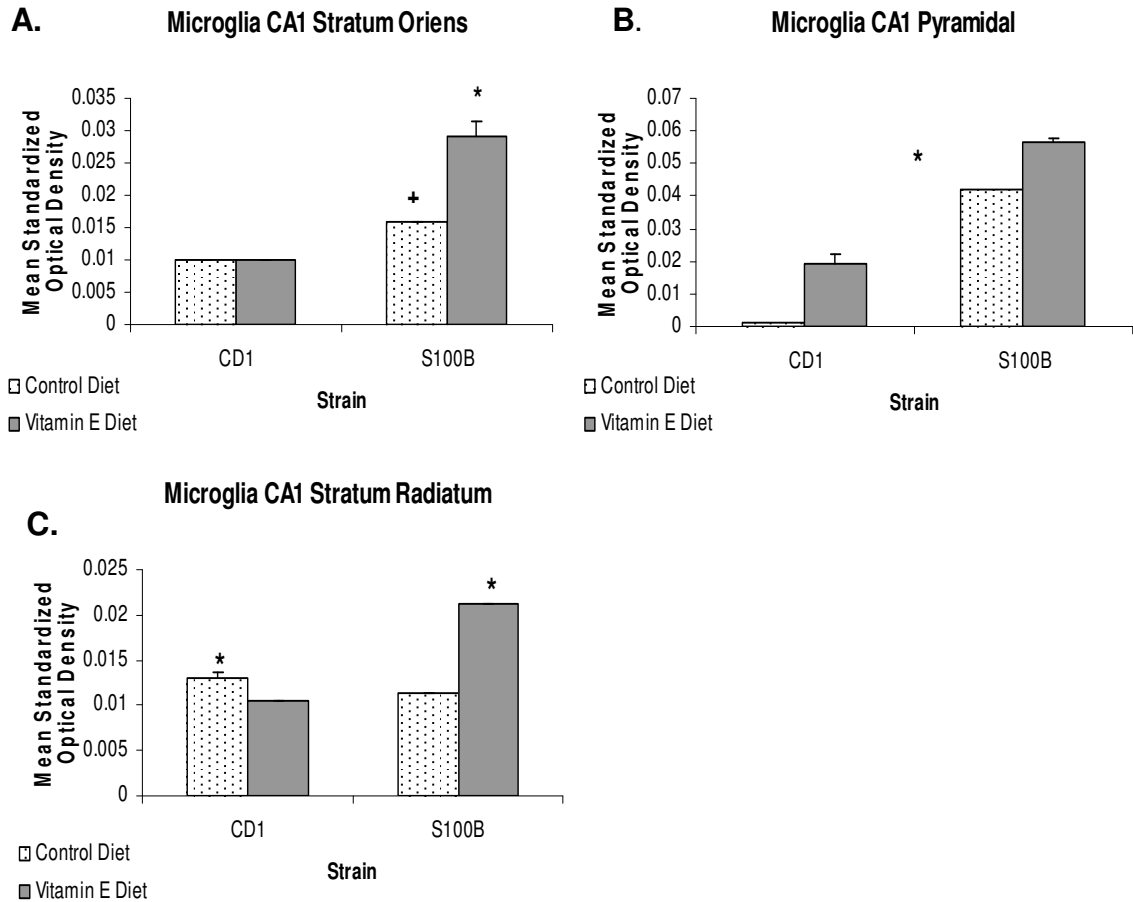 A.
Microglia CA1 Stratum Oriens
Mean Standardized
Optical Density
0.035
0.03
0.025
0.02
0.015
0.01
0.005
0
*
+
CD1
S100B
Strain
Control Diet
Vitamin E Diet
B.
Microglia CA1 Pyramidal
Mean Standardized
Optical Density
0.07
0.06
0.05
0.04
0.03
0.02
0.01
0
*
CD1
S100B
Strain
Control Diet
Vitamin E Diet
Microglia CA1 Stratum Radiatum
C.
Mean Standardized
Optical Density
0.025
0.02
0.015
0.01
0.005
0
*
*
CD1
S100B
Strain
Control Diet
Vitamin E Diet